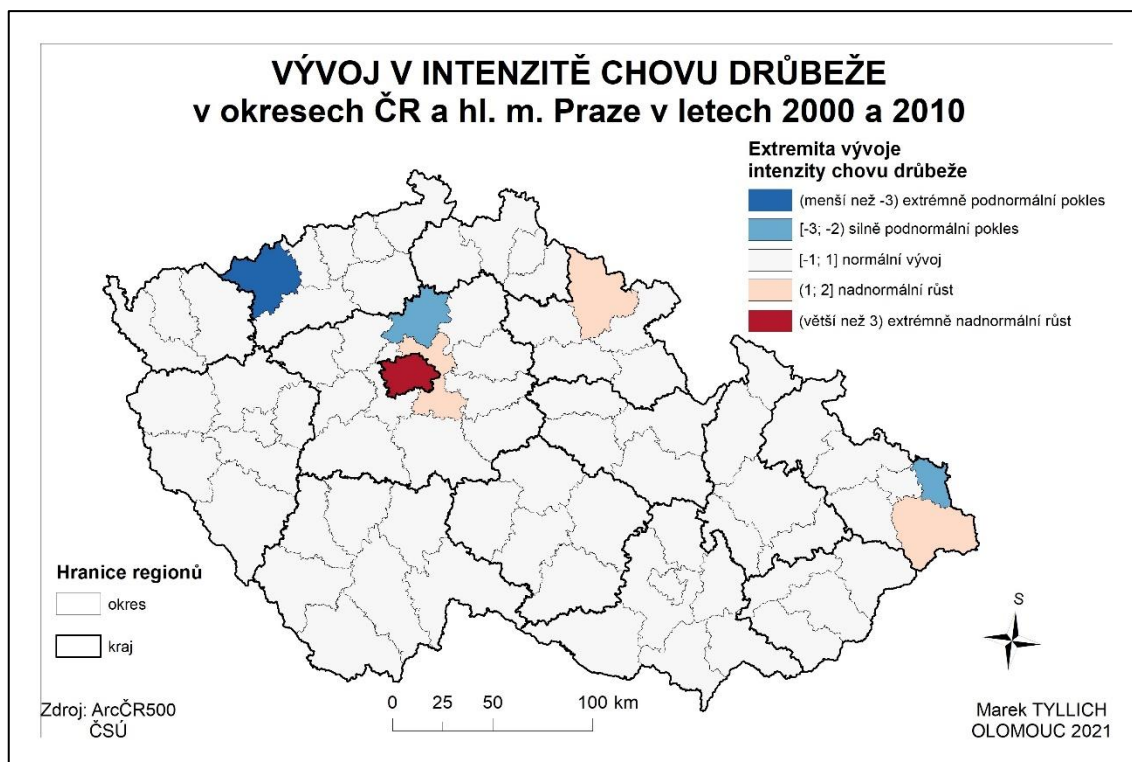 VÝVOJ V INTENZITĚ CHOVU DRŮBEŽE
v okresech ČR a hl. m. Praze v letech 2000 a 2010
Extremita vývoje
intenzity chovu drůbeže
(menší než -3) extrémně podnormální pokles
[-3; -2) silně podnormální pokles
[-1; 1] normální vývoj
(1; 2] nadnormální růst
(větší než 3) extrémně nadnormální růst
Hranice regionů
okres
kraj
S
Zdroj: ArcČR500
ČSÚ
0 25 50 100 km
Marek TYLLICH
OLOMOUC 2021